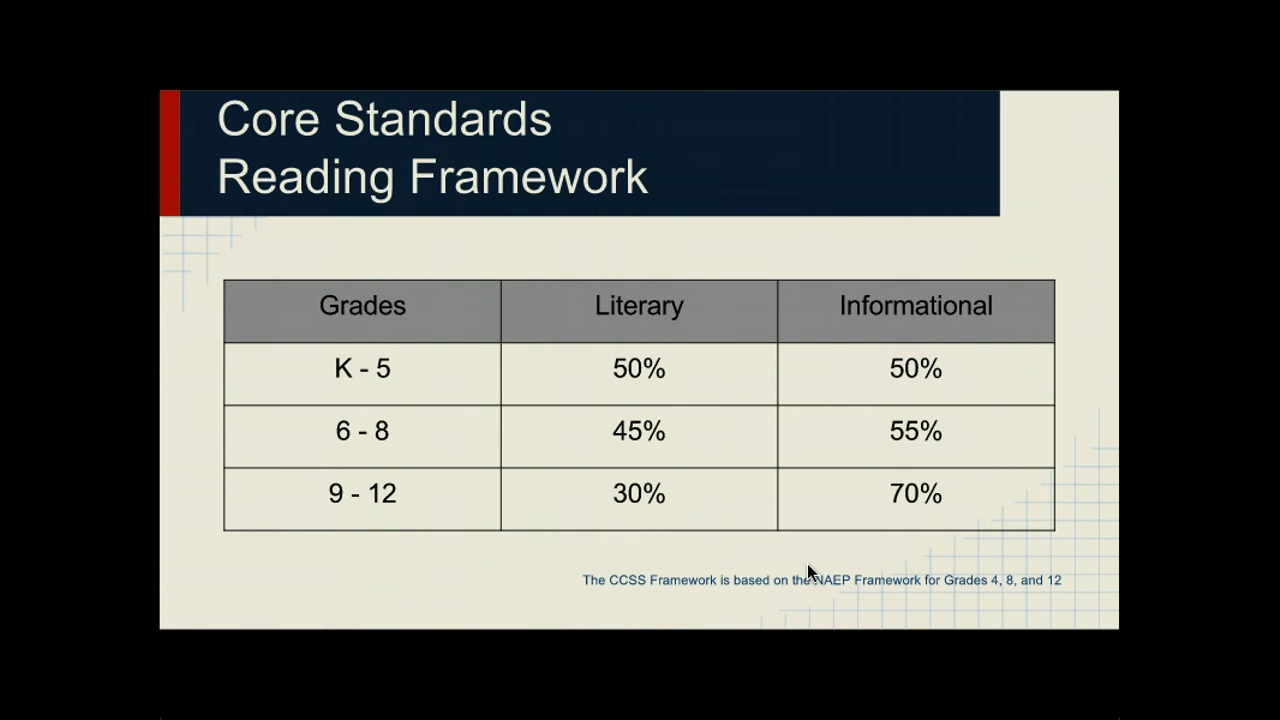 Core Standards
Reading Framework
Grades Literary Informational
K - 5 50% 50%
6 - 8 45% 55%
9 - 12 30% 70%
The CCSS Framework is based on the NAEP Framework for Grades 4, 8, and 12